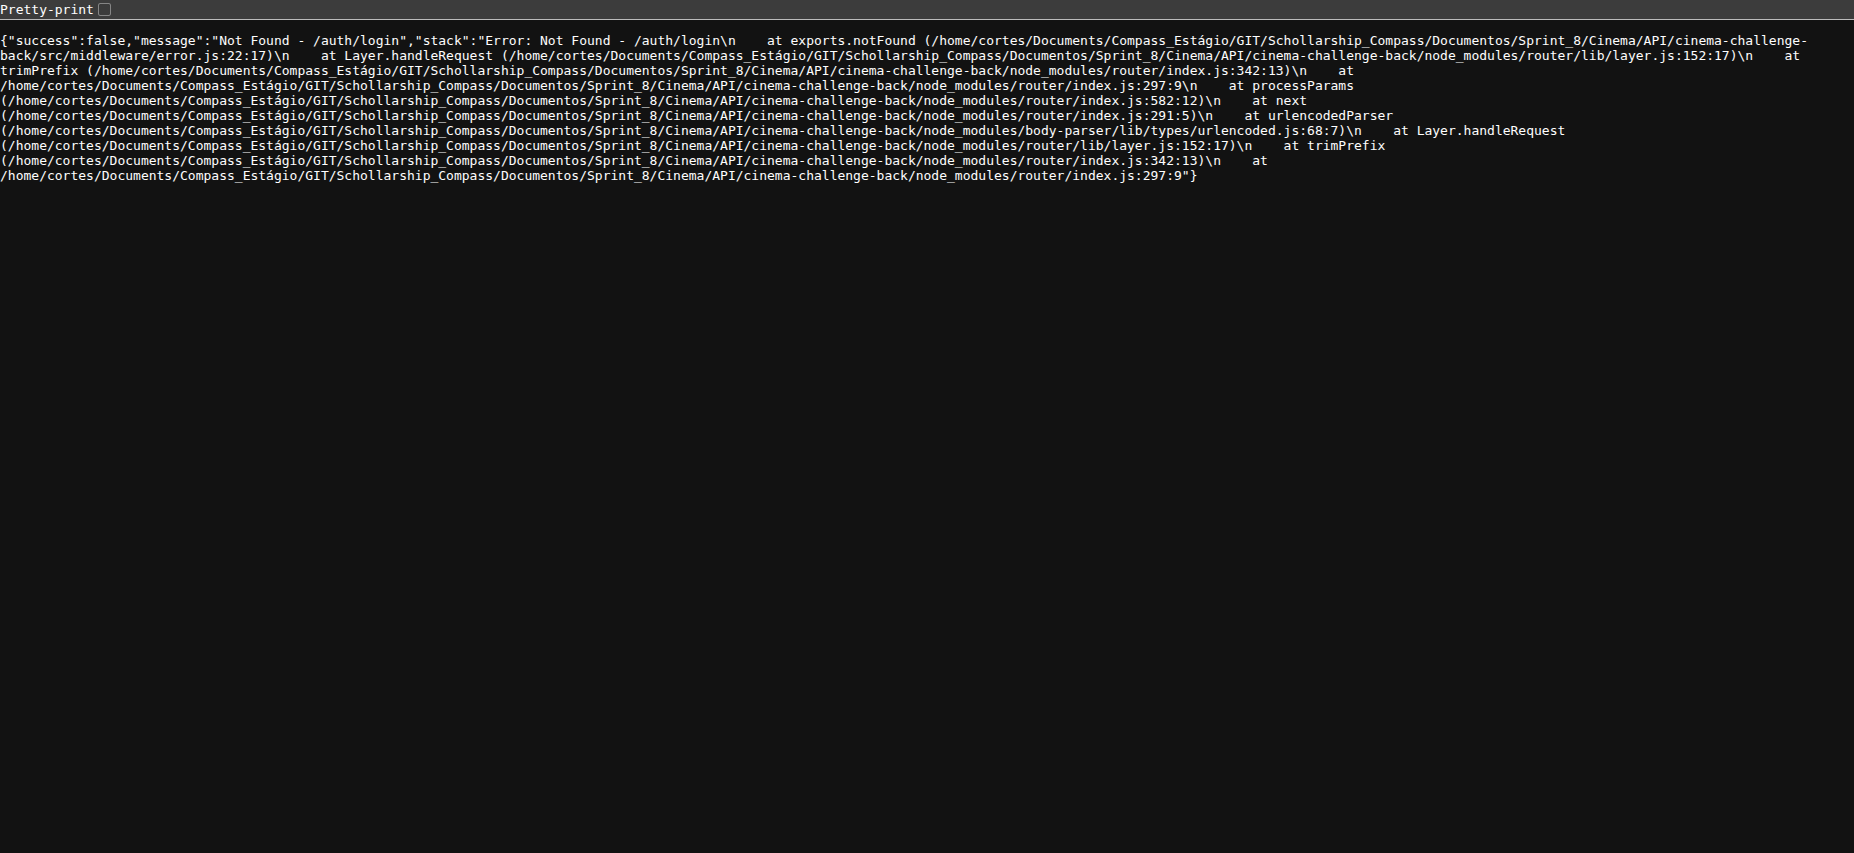 Pretty-print
{"success":false,"message":"Not Found - /auth/login","stack":"Error: Not Found - /auth/login\n    at exports.notFound (/home/cortes/Documents/Compass_Estágio/GIT/Schollarship_Compass/Documentos/Sprint_8/Cinema/API/cinema-challenge-
back/src/middleware/error.js:22:17)\n    at Layer.handleRequest (/home/cortes/Documents/Compass_Estágio/GIT/Schollarship_Compass/Documentos/Sprint_8/Cinema/API/cinema-challenge-back/node_modules/router/lib/layer.js:152:17)\n    at
trimPrefix (/home/cortes/Documents/Compass_Estágio/GIT/Schollarship_Compass/Documentos/Sprint_8/Cinema/API/cinema-challenge-back/node_modules/router/index.js:342:13)\n    at
/home/cortes/Documents/Compass_Estágio/GIT/Schollarship_Compass/Documentos/Sprint_8/Cinema/API/cinema-challenge-back/node_modules/router/index.js:297:9\n    at processParams
(/home/cortes/Documents/Compass_Estágio/GIT/Schollarship_Compass/Documentos/Sprint_8/Cinema/API/cinema-challenge-back/node_modules/router/index.js:582:12)\n    at next
(/home/cortes/Documents/Compass_Estágio/GIT/Schollarship_Compass/Documentos/Sprint_8/Cinema/API/cinema-challenge-back/node_modules/router/index.js:291:5)\n    at urlencodedParser
(/home/cortes/Documents/Compass_Estágio/GIT/Schollarship_Compass/Documentos/Sprint_8/Cinema/API/cinema-challenge-back/node_modules/body-parser/lib/types/urlencoded.js:68:7)\n    at Layer.handleRequest
(/home/cortes/Documents/Compass_Estágio/GIT/Schollarship_Compass/Documentos/Sprint_8/Cinema/API/cinema-challenge-back/node_modules/router/lib/layer.js:152:17)\n    at trimPrefix
(/home/cortes/Documents/Compass_Estágio/GIT/Schollarship_Compass/Documentos/Sprint_8/Cinema/API/cinema-challenge-back/node_modules/router/index.js:342:13)\n    at
/home/cortes/Documents/Compass_Estágio/GIT/Schollarship_Compass/Documentos/Sprint_8/Cinema/API/cinema-challenge-back/node_modules/router/index.js:297:9"}